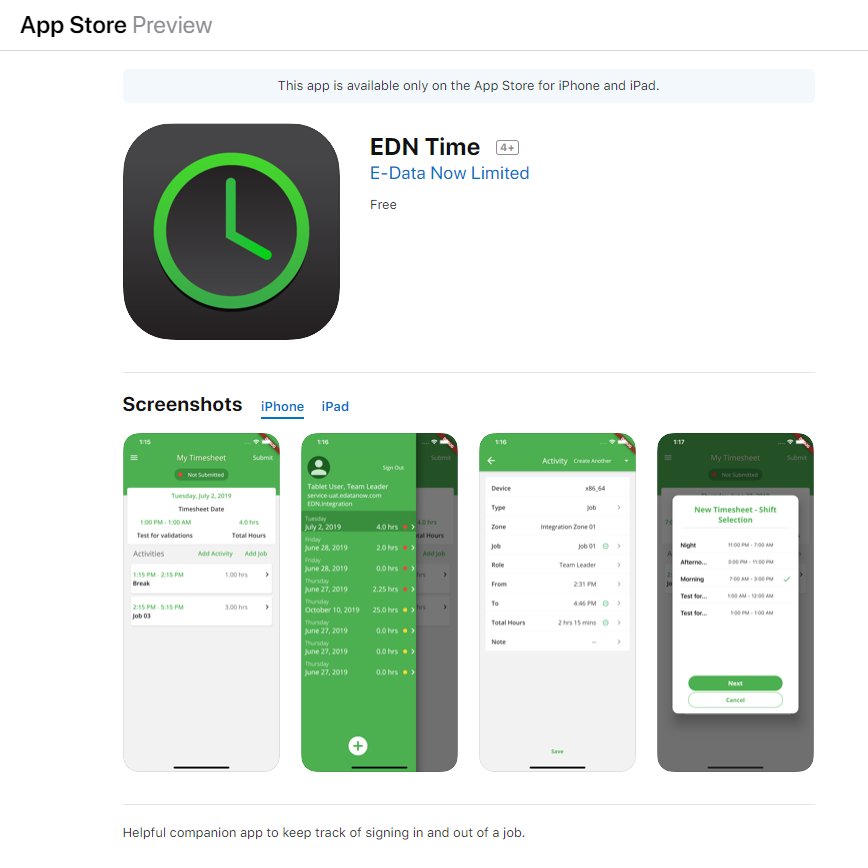 App Store Preview
This app is available only on the App Store for iPhone and iPad.
EDN Time 4+
E-Data Now Limited
Free
Screenshots iPhone iPad
1:15
My Timesheet Submit
Not Submitted
Tuesday, July 2, 2019
Timesheet Date
1:00 PM - 1:00 AM 4.0 hrs
Test for validations Total Hours
Activities Add Activity Add Job
1:15 PM - 2:15 PM 1.00 hrs
Break
2:15 PM - 5:15 PM 3.00 hrs
Job 03
1:16
Submit
Sign Out
Tablet User, Team Leader
service-uat.edatanow.com
EDN.Integration
Tuesday
July 2, 2019 4.0 hrs
Friday
June 28, 2019 2.0 hrs
Friday
June 28, 2019 0.0 hrs
Thursday
June 27, 2019 2.25 hrs
Thursday
October 10, 2019 25.0 hrs
Thursday
June 27, 2019 0.0 hrs
Thursday
June 27, 2019 0.0 hrs
Thursday
June 27, 2019 0.0 hrs
4.0 hrs
tal Hours
Add Job
hrs
hrs
1:16
Activity Create Another
Device x86_64
Type Job
Zone Integration Zone 01
Job Job 01
Role Team Leader
From 2:31 PM
To 4:46 PM
Total Hours 2 hrs 15 mins
Note --
Save
1:17
My Timesheet Submit
Not Submitted
New Timesheet - Shift
Selection
Night 11:00 PM - 7:00 AM
Afterno... 3:00 PM - 11:00 PM
Morning 7:00 AM - 3:00 PM
Test for... 1:00 AM - 12:00 AM
Test for... 1:00 PM - 1:00 AM
Next
Cancel
Helpful companion app to keep track of signing in and out of a job.